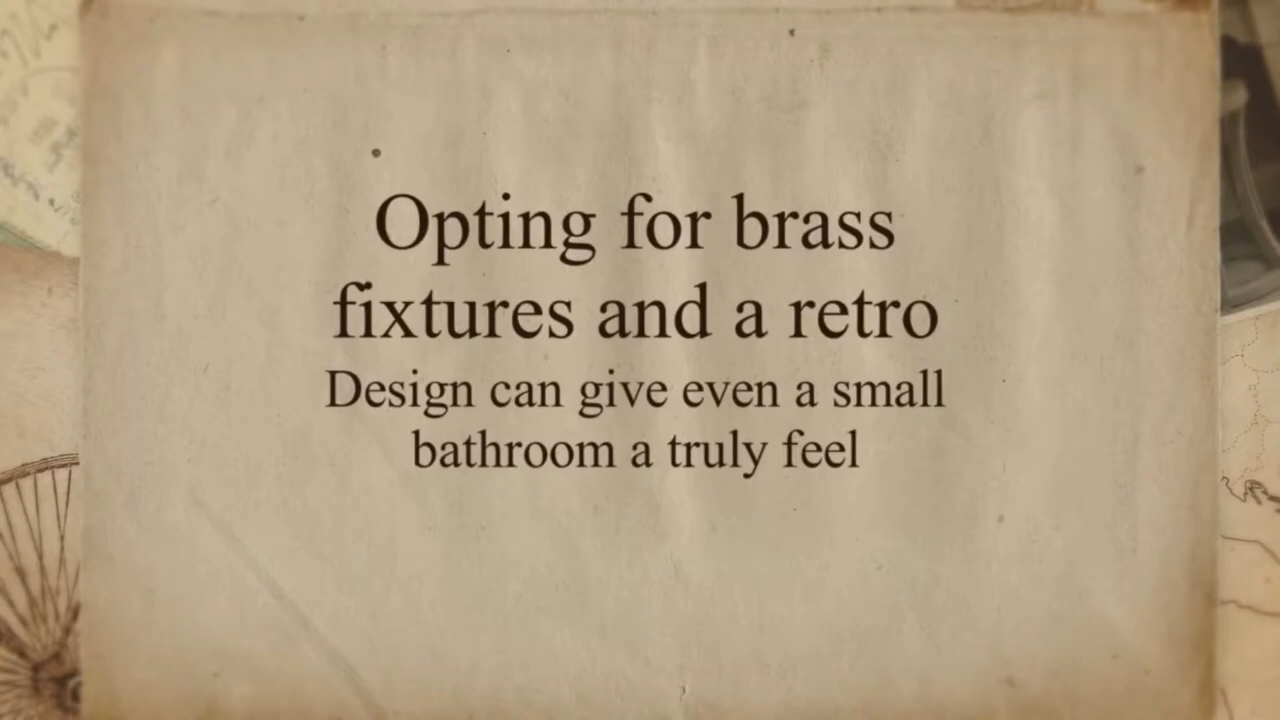 Opting for brass
fixtures and a retro
Design can give even a small
bathroom a truly feel